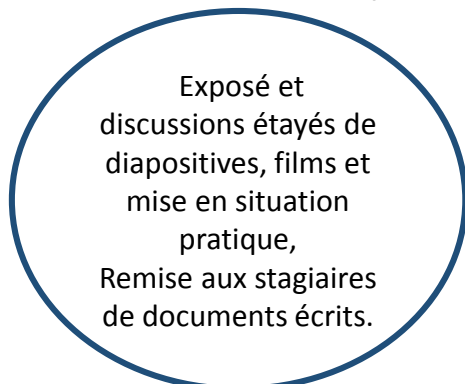 Exposé et
discussions étayés de
diapositives, films et
mise en situation
pratique,
Remise aux stagiaires
de documents écrits.